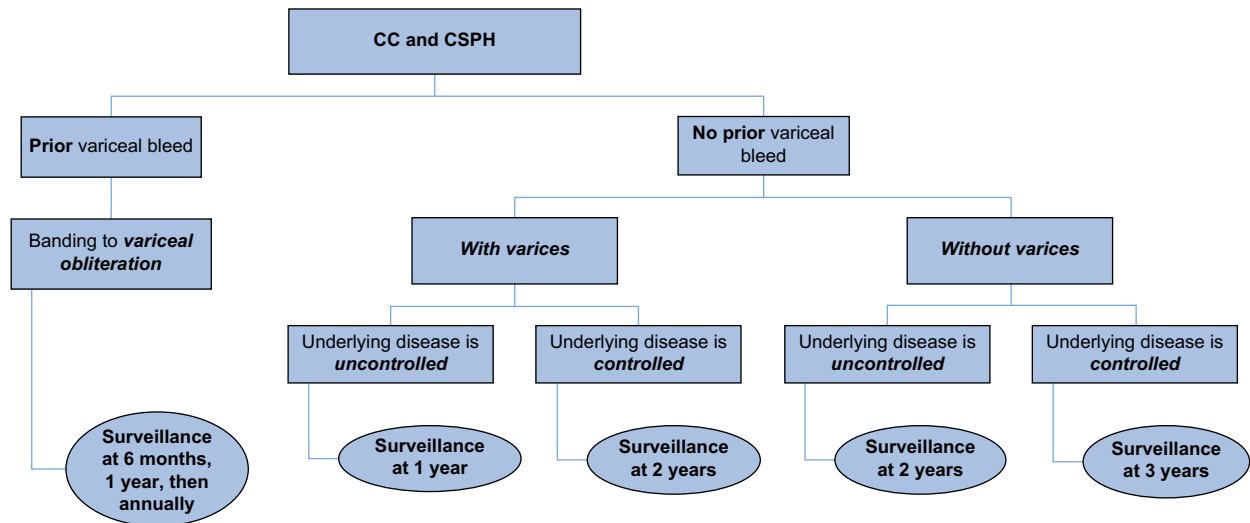 CC and CSPH
Prior variceal bleed
No prior variceal
bleed
Banding to variceal
obliteration
With varices
Without varices
Underlying disease is
uncontrolled
Underlying disease is
controlled
Underlying disease is
uncontrolled
Underlying disease is
controlled
Surveillance
at 6 months,
1 year, then
annually
Surveillance
at 1 year
Surveillance
at 2 years
Surveillance
at 2 years
Surveillance
at 3 years